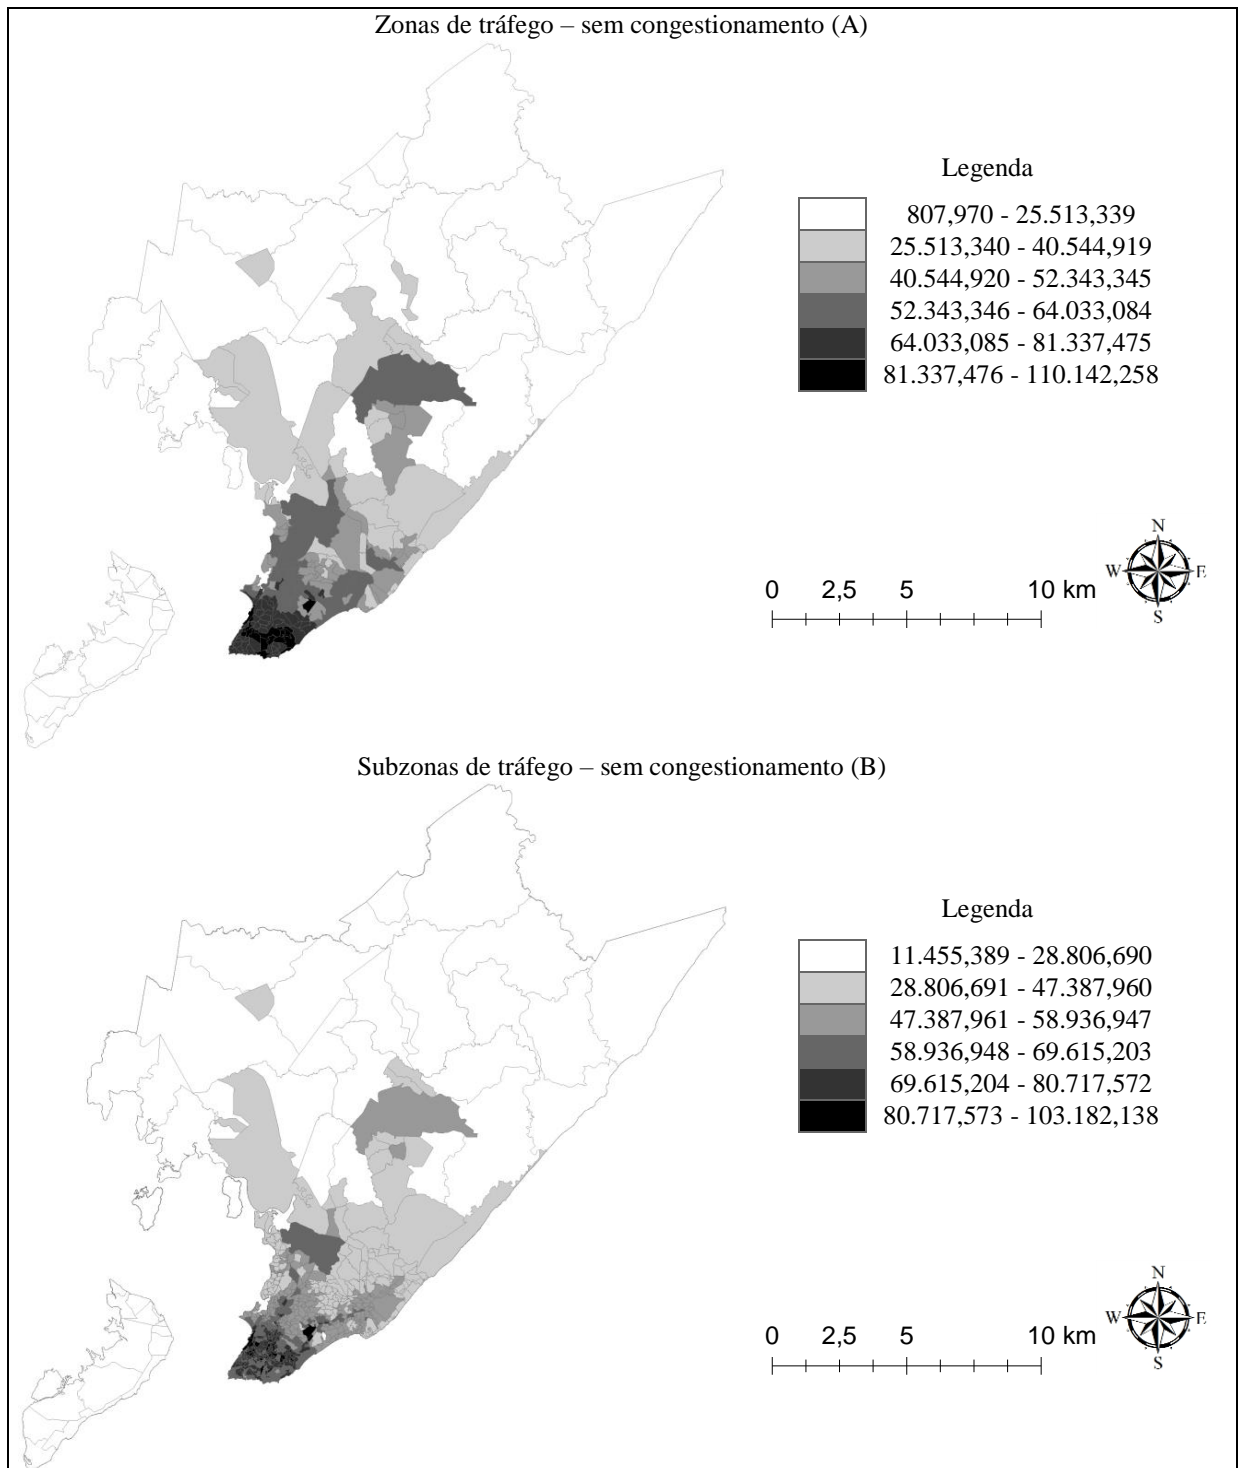 Zonas de tráfego – sem congestionamento (A)
Legenda
807,970 - 25.513,339
25.513,340 - 40.544,919
40.544,920 - 52.343,345
52.343,346 - 64.033,084
64.033,085 - 81.337,475
81.337,476 - 110.142,258
N
W E
S
0 2,5 5 10 km
Subzonas de tráfego – sem congestionamento (B)
Legenda
11.455,389 - 28.806,690
28.806,691 - 47.387,960
47.387,961 - 58.936,947
58.936,948 - 69.615,203
69.615,204 - 80.717,572
80.717,573 - 103.182,138
N
W E
S
0 2,5 5 10 km